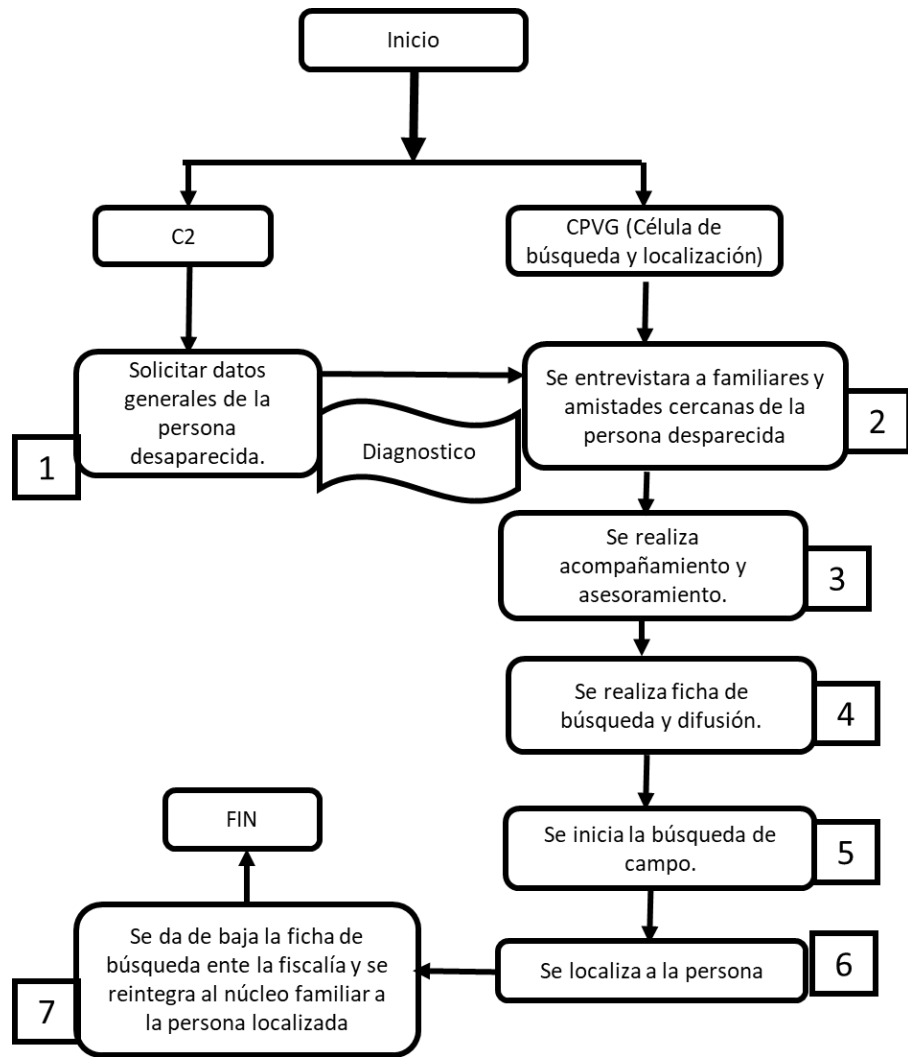 Inicio
C2
CPVG (Célula de
búsqueda y localización)
Solicitar datos
generales de la
persona
desaparecida.
1
Diagnostico
Se entrevistara a familiares y
amistades cercanas de la
persona desparecida
2
Se realiza
acompañamiento y
asesoramiento.
3
Se realiza ficha de
búsqueda y difusión.
4
Se inicia la búsqueda de
campo.
5
Se localiza a la persona
6
Se da de baja la ficha de
búsqueda ente la fiscalía y se
reintegra al núcleo familiar a
la persona localizada
7
FIN